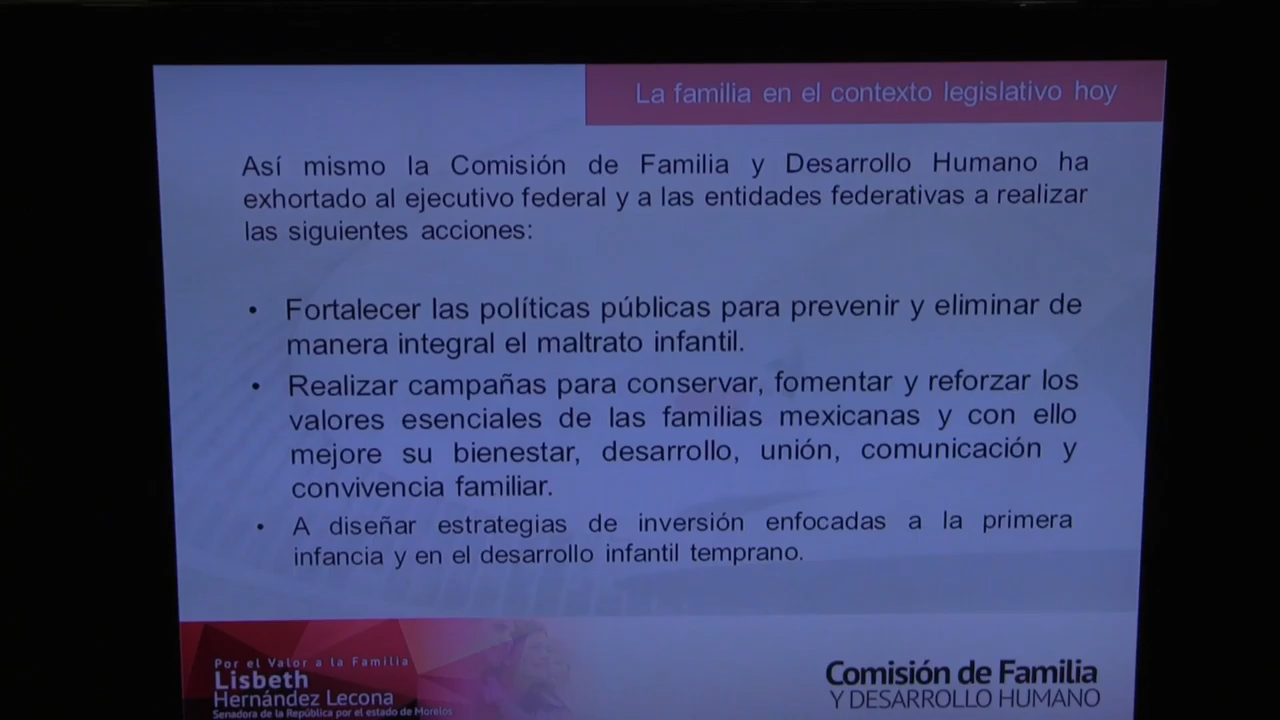 La familia en el contexto legislativo hoy
Así mismo la Comisión de Familia y Desarrollo Humano ha
exhortado al ejecutivo federal y a las entidades federativas a realizar
las siguientes acciones:
• Fortalecer las políticas públicas para prevenir y eliminar de
manera integral el maltrato infantil.
• Realizar campañas para conservar, fomentar y reforzar los
valores esenciales de las familias mexicanas y con ello
mejore su bienestar, desarrollo, unión, comunicación y
convivencia familiar.
• A diseñar estrategias de inversión enfocadas a la primera
infancia y en el desarrollo infantil temprano.
Por el Valor a la Familia
Lisbeth
Hernández Lecona
Senadora de la República por el estado de Morelos
Comisión de Familia
Y DESARROLLO HUMANO